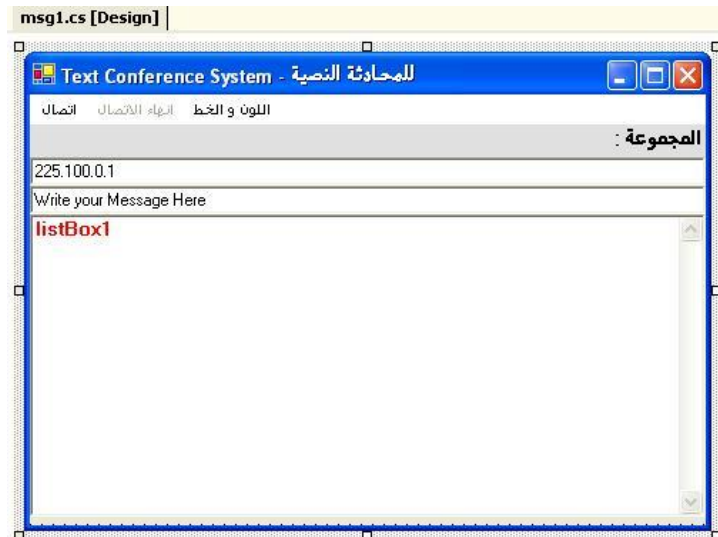 msg1.cs [Design]
Text Conference System - للمحادثة النصية
اتصال انهاء الاتصال اللون و الخط
المجموعة :
225.100.0.1
Write your Message Here
listBox1